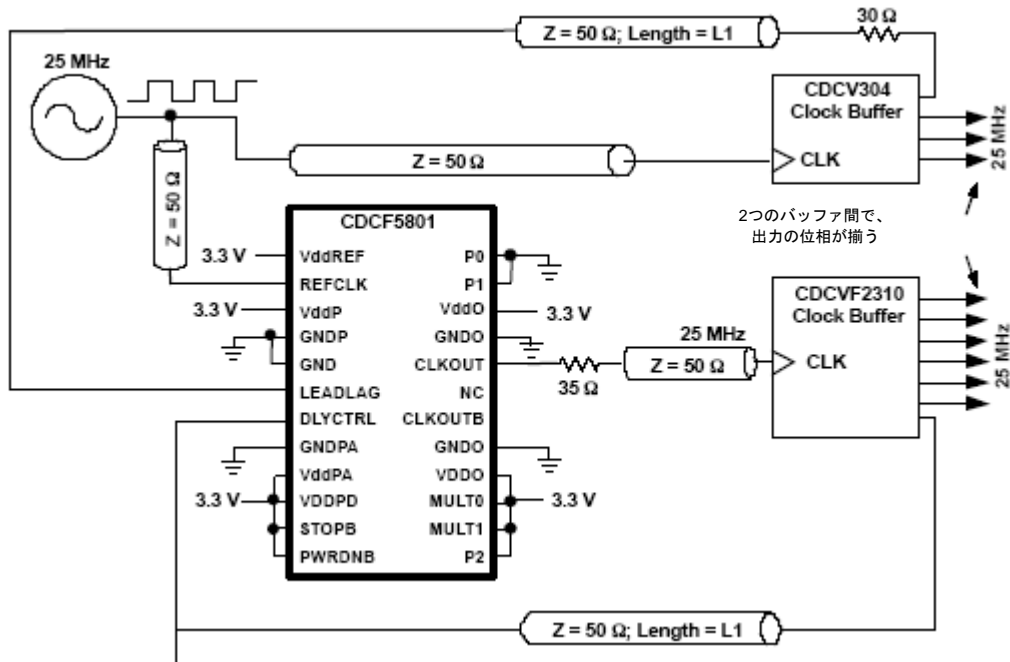 Z = 50 Ω; Length = L1
30 Ω
25 MHz
CDCV304
Clock Buffer
CLK
25 MHz
Z = 50 Ω
Z = 50 Ω
2つのバッファ間で、
出力の位相が揃う
CDCF5801
3.3 V
VddREF
REFCLK
3.3 V
VddP
GNDP
GND
LEADLAG
DLYCTRL
GNDPA
VddPA
3.3 V
VDDPD
STOPB
PWRDNB
P0
P1
VddO
3.3 V
GNDO
CLKOUT
NC
CLKOUTB
GNDO
VDDO
MULT0
3.3 V
MULT1
P2
35 Ω
25 MHz
Z = 50 Ω
CDCVF2310
Clock Buffer
CLK
25 MHz
Z = 50 Ω; Length = L1